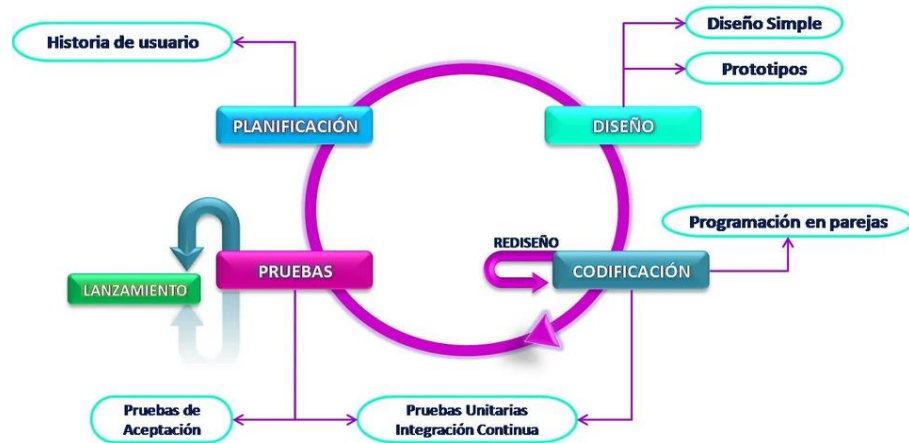 Historia de usuario
Diseño Simple
Prototipos
PLANIFICACIÓN
DISEÑO
Programación en parejas
REDISEÑO
PRUEBAS
CODIFICACIÓN
LANZAMIENTO
Pruebas de
Aceptación
Pruebas Unitarias
Integración Continua